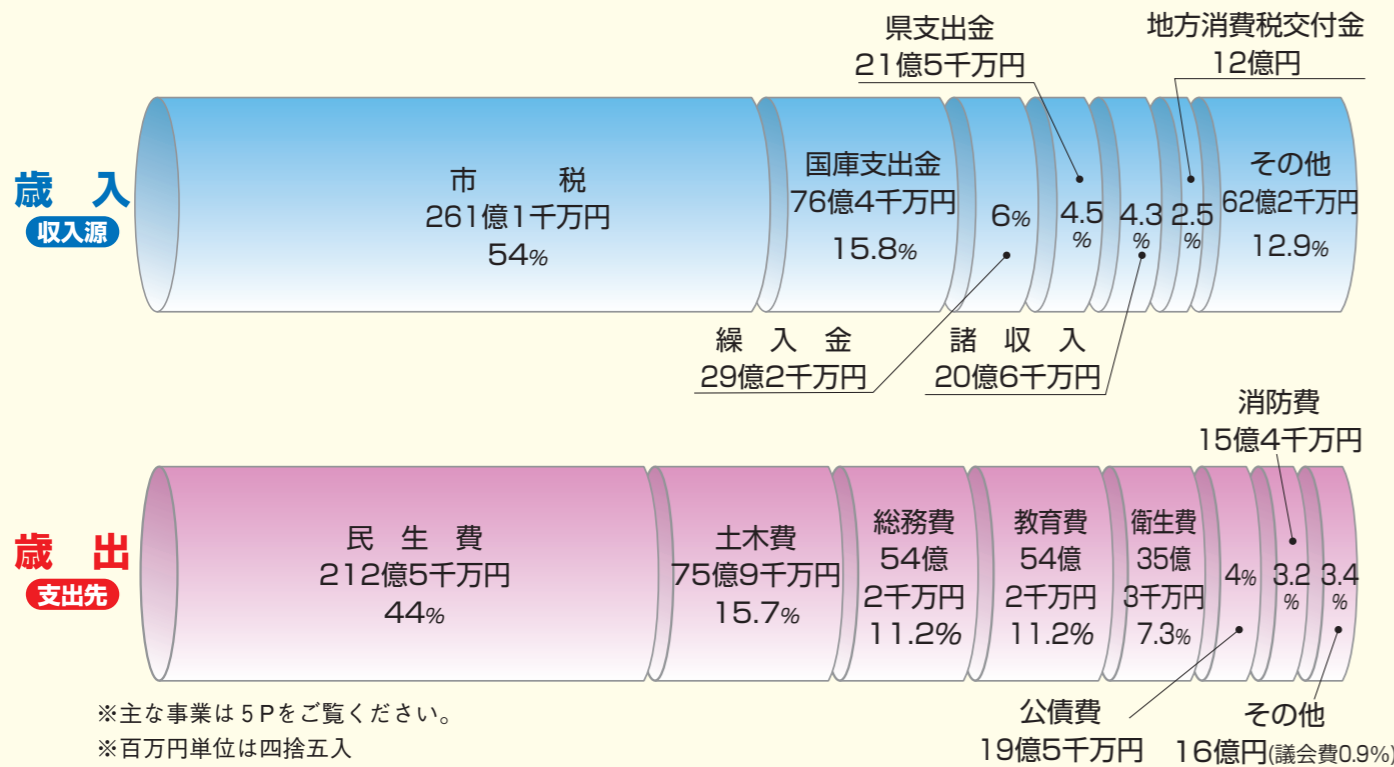 県支出金
21億5千万円
地方消費税交付金
12億円
歳　入
収入源
市　　税
261億1千万円
54%
国庫支出金
76億4千万円
15.8%
6%
4.5
%
4.3
%
2.5
%
その他
62億2千万円
12.9%
繰　入　金
29億2千万円
諸　収　入
20億6千万円
消防費
15億4千万円
歳　出
支出先
民　生　費
212億5千万円
44%
土木費
75億9千万円
15.7%
総務費
54億
2千万円
11.2%
教育費
54億
2千万円
11.2%
衛生費
35億
3千万円
7.3%
4%
3.2
%
3.4
%
公債費
19億5千万円
その他
16億円(議会費0.9%)
※主な事業は５Pをご覧ください。
※百万円単位は四捨五入